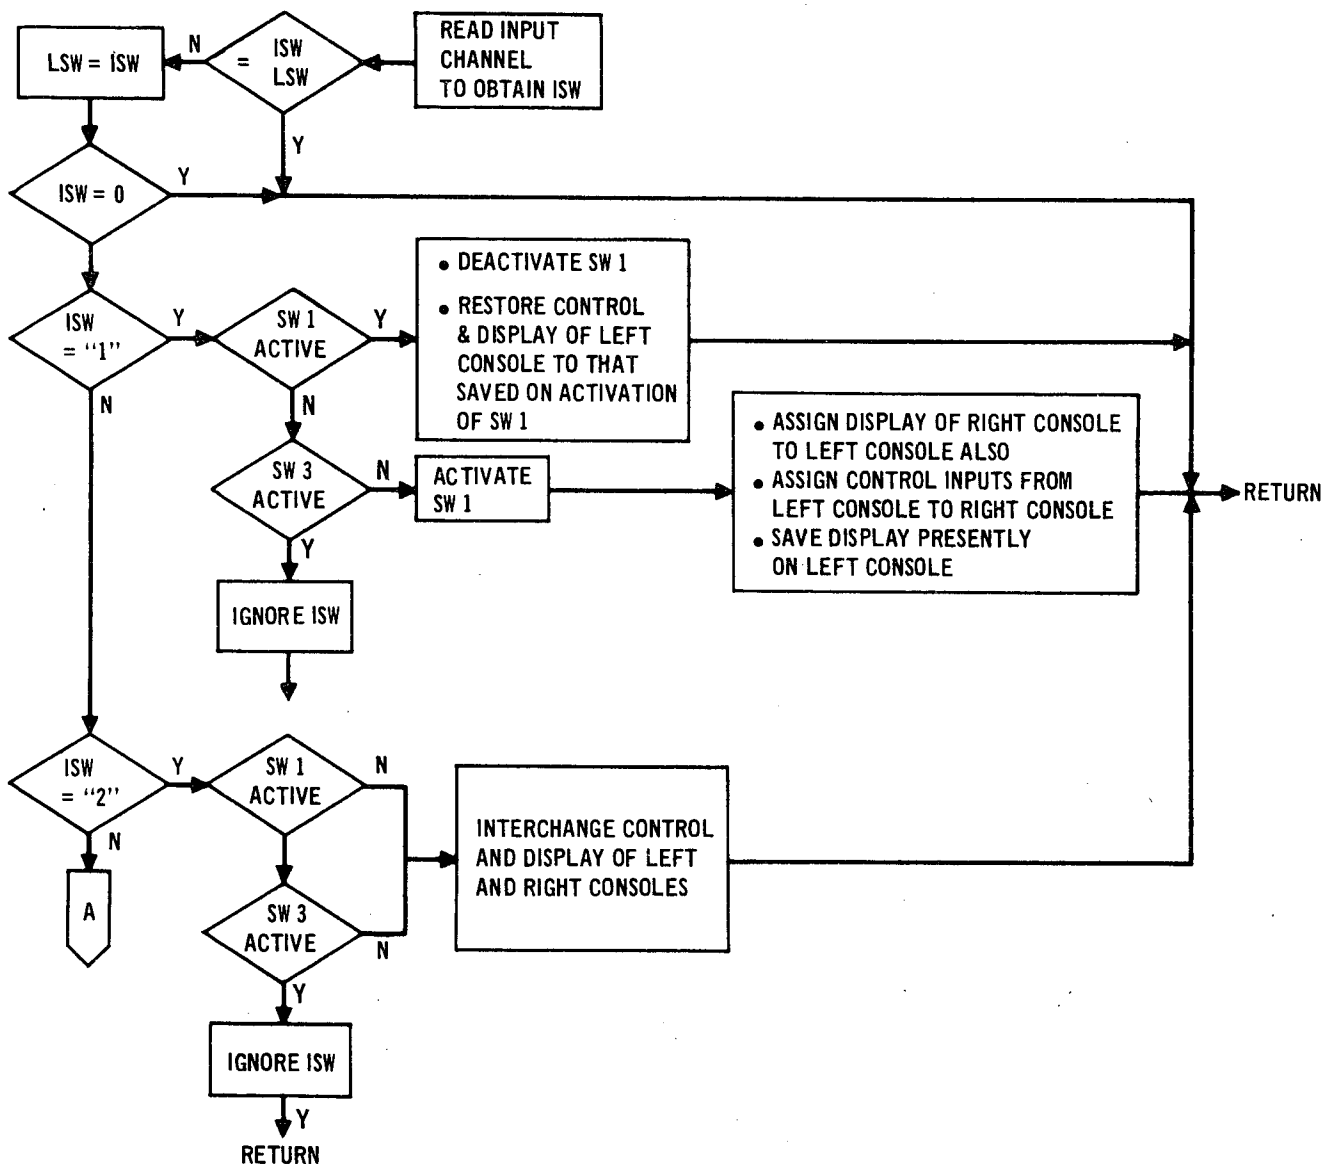 READ INPUT
CHANNEL
TO OBTAIN ISW
ISW
= LSW
N
LSW = ISW
Y
ISW = 0
Y
ISW
= “1”
Y
SW 1
ACTIVE
Y
• DEACTIVATE SW 1
• RESTORE CONTROL
& DISPLAY OF LEFT
CONSOLE TO THAT
SAVED ON ACTIVATION
OF SW 1
N
N
SW 3
ACTIVE
N
ACTIVATE
SW 1
• ASSIGN DISPLAY OF RIGHT CONSOLE
TO LEFT CONSOLE ALSO
• ASSIGN CONTROL INPUTS FROM
LEFT CONSOLE TO RIGHT CONSOLE
• SAVE DISPLAY PRESENTLY
ON LEFT CONSOLE
RETURN
Y
IGNORE ISW
ISW
= “2”
Y
SW 1
ACTIVE
N
INTERCHANGE CONTROL
AND DISPLAY OF LEFT
AND RIGHT CONSOLES
N
A
SW 3
ACTIVE
N
Y
IGNORE ISW
Y
RETURN